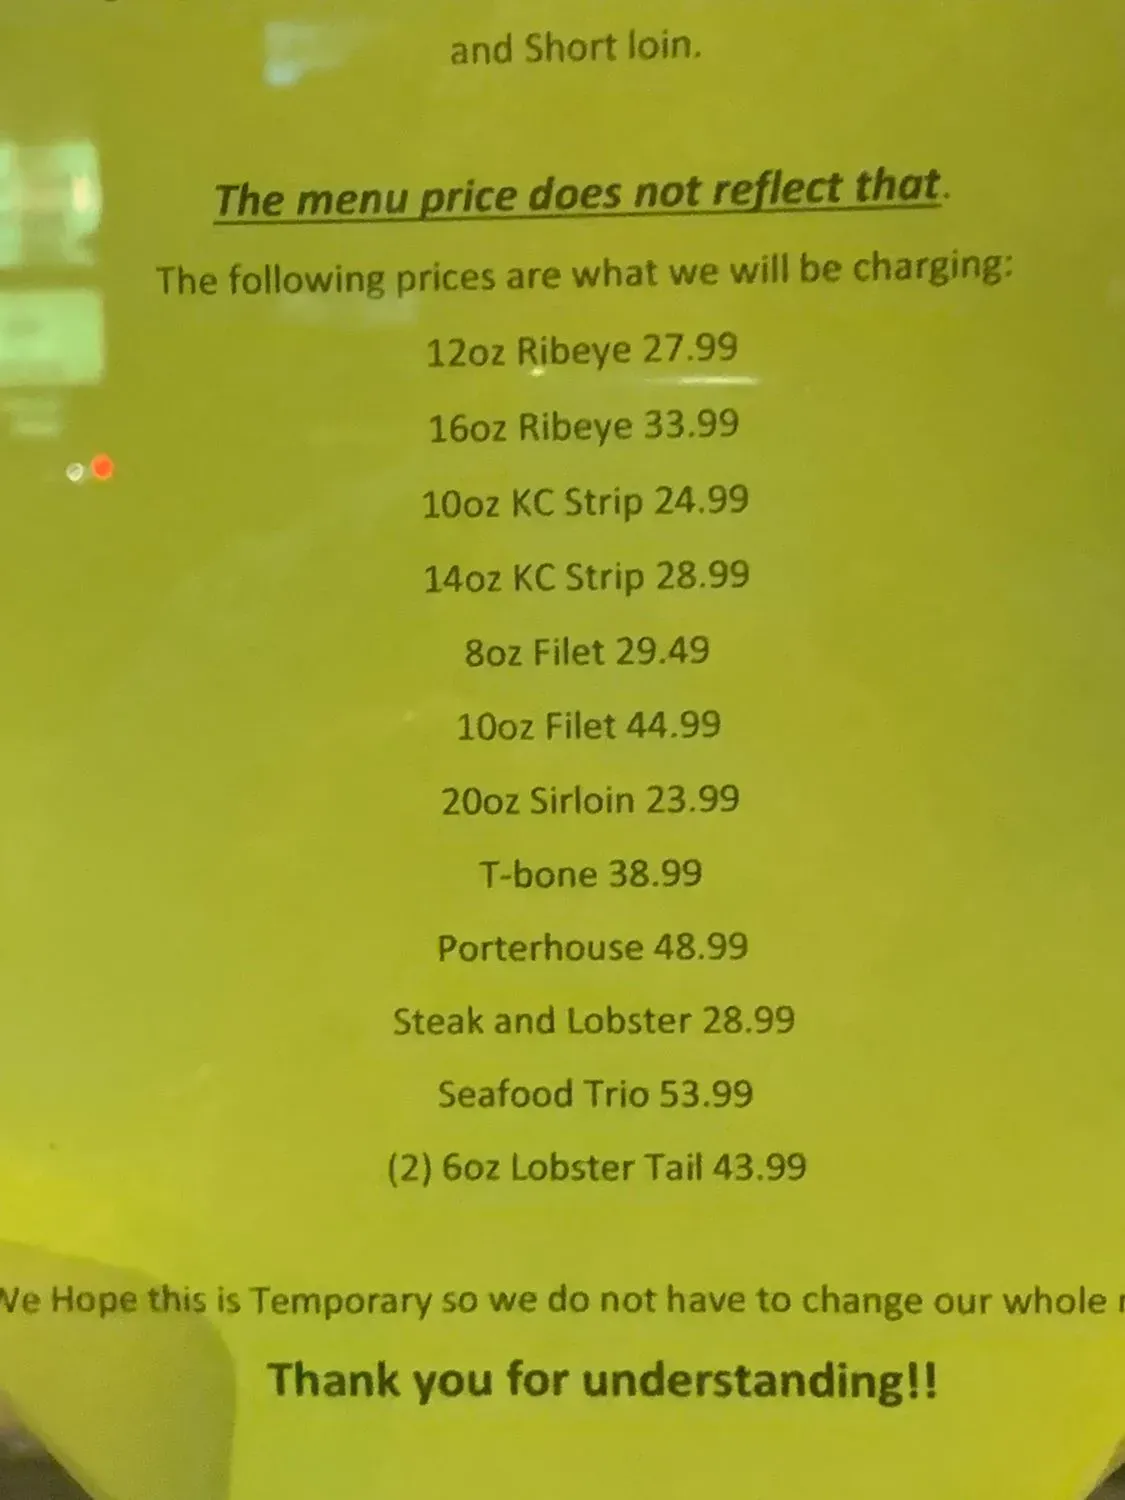 and Short loin.
The menu price does not reflect that.
The following prices are what we will be charging:
12oz Ribeye 27.99
16oz Ribeye 33.99
10oz KC Strip 24.99
14oz KC Strip 28.99
8oz Filet 29.49
10oz Filet 44.99
20oz Sirloin 23.99
T-bone 38.99
Porterhouse 48.99
Steak and Lobster 28.99
Seafood Trio 53.99
(2) 6oz Lobster Tail 43.99
We Hope this is Temporary so we do not have to change our whole
Thank you for understanding!!